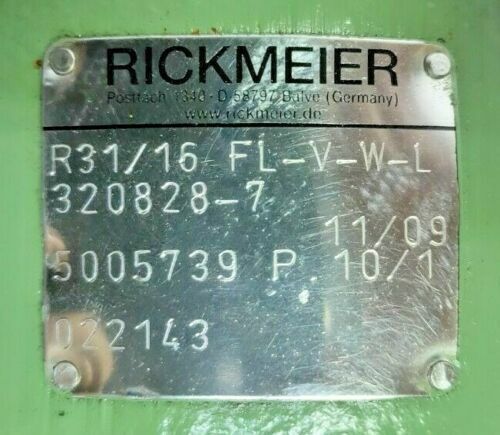 RICKMEIER
Postfach 1340 - D 58797 Balve (Germany)
www.rickmeier.de
R31/16 FL-V-W-L
320828-7
11/09
5005739 P. 10/1
022143